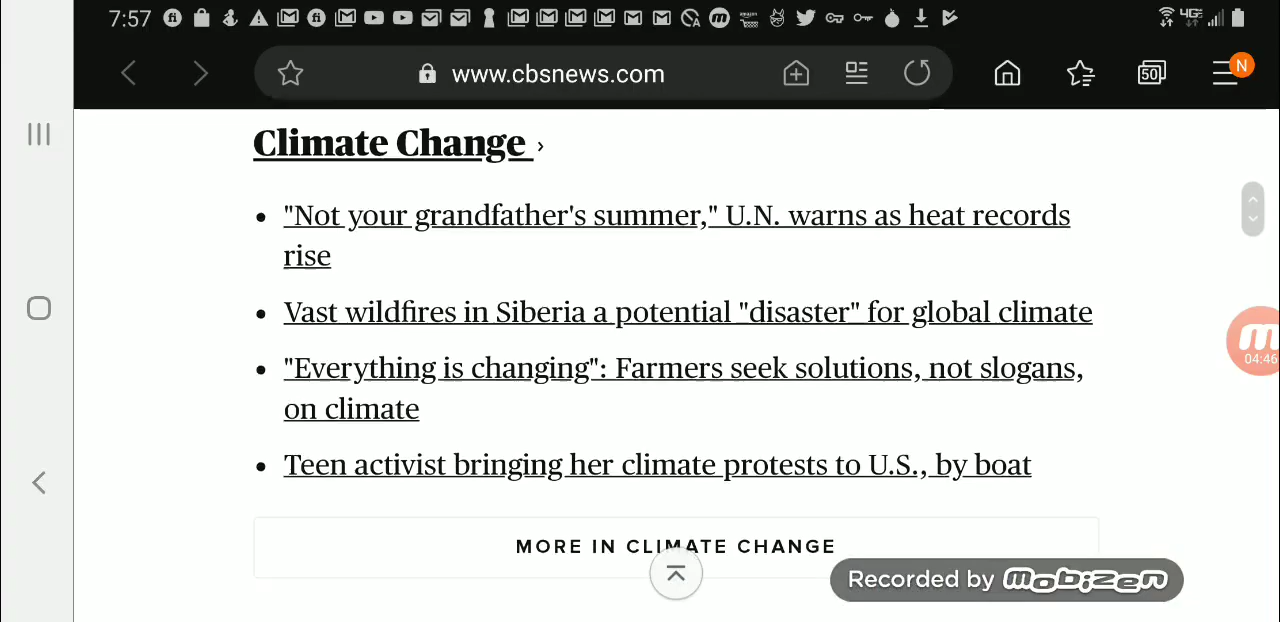 7:57
4G
www.cbsnews.com
50
N
Climate Change ›
• "Not your grandfather's summer," U.N. warns as heat records
rise
• Vast wildfires in Siberia a potential "disaster" for global climate
• "Everything is changing": Farmers seek solutions, not slogans,
on climate
• Teen activist bringing her climate protests to U.S., by boat
MORE IN CLIMATE CHANGE
04:46
Recorded by mobizen